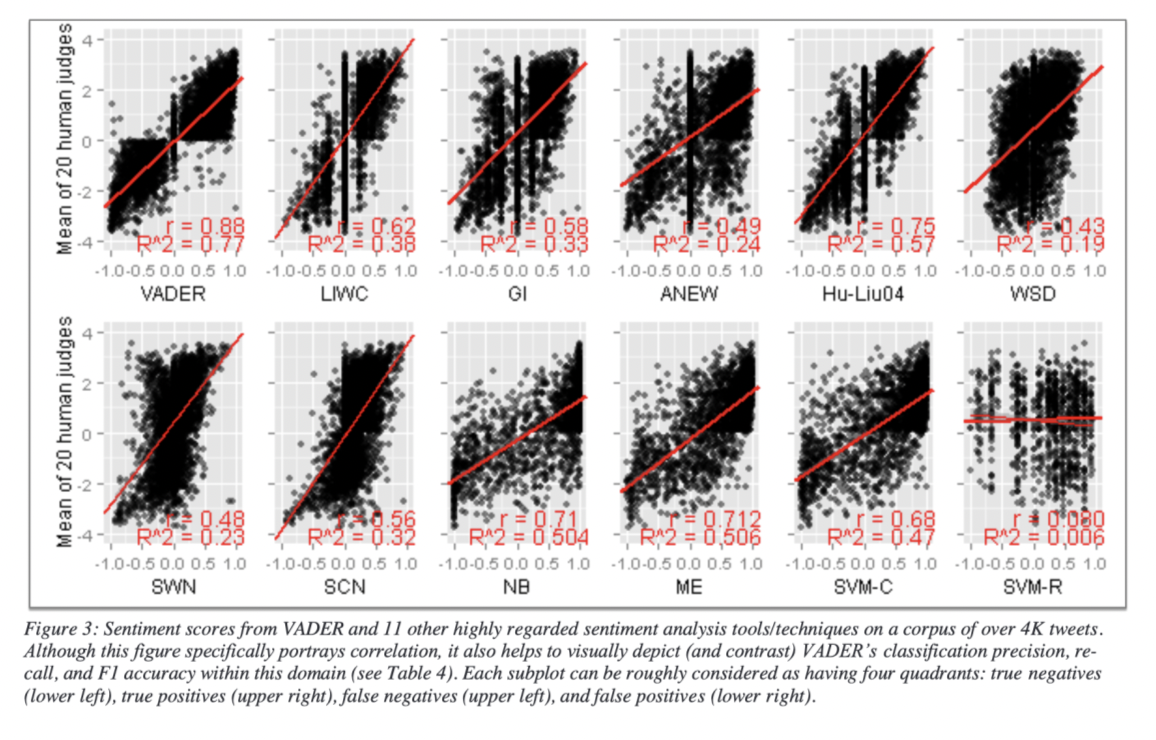 Mean of 20 human judges
4
2
0
-2
-4
r = 0.88
R^2 = 0.77
r = 0.62
R^2 = 0.38
r = 0.58
R^2 = 0.33
r = 0.49
R^2 = 0.24
r = 0.75
R^2 = 0.57
r = 0.43
R^2 = 0.19
-1.0-0.5 0.0 0.5 1.0 -1.0-0.5 0.0 0.5 1.0 -1.0-0.5 0.0 0.5 1.0 -1.0-0.5 0.0 0.5 1.0 -1.0-0.5 0.0 0.5 1.0 -1.0-0.5 0.0 0.5 1.0
VADER LIWC GI ANEW Hu-Liu04 WSD
Mean of 20 human judges
4
2
0
-2
-4
r = 0.48
R^2 = 0.23
r = 0.56
R^2 = 0.32
r = 0.71
R^2 = 0.504
r = 0.712
R^2 = 0.506
r = 0.68
R^2 = 0.47
r = 0.080
R^2 = 0.006
-1.0-0.5 0.0 0.5 1.0 -1.0-0.5 0.0 0.5 1.0 -1.0-0.5 0.0 0.5 1.0 -1.0-0.5 0.0 0.5 1.0 -1.0-0.5 0.0 0.5 1.0 -1.0-0.5 0.0 0.5 1.0
SWN SCN NB ME SVM-C SVM-R
Figure 3: Sentiment scores from VADER and 11 other highly regarded sentiment analysis tools/techniques on a corpus of over 4K tweets.
Although this figure specifically portrays correlation, it also helps to visually depict (and contrast) VADER's classification precision, re-
call, and F1 accuracy within this domain (see Table 4). Each subplot can be roughly considered as having four quadrants: true negatives
(lower left), true positives (upper right), false negatives (upper left), and false positives (lower right).